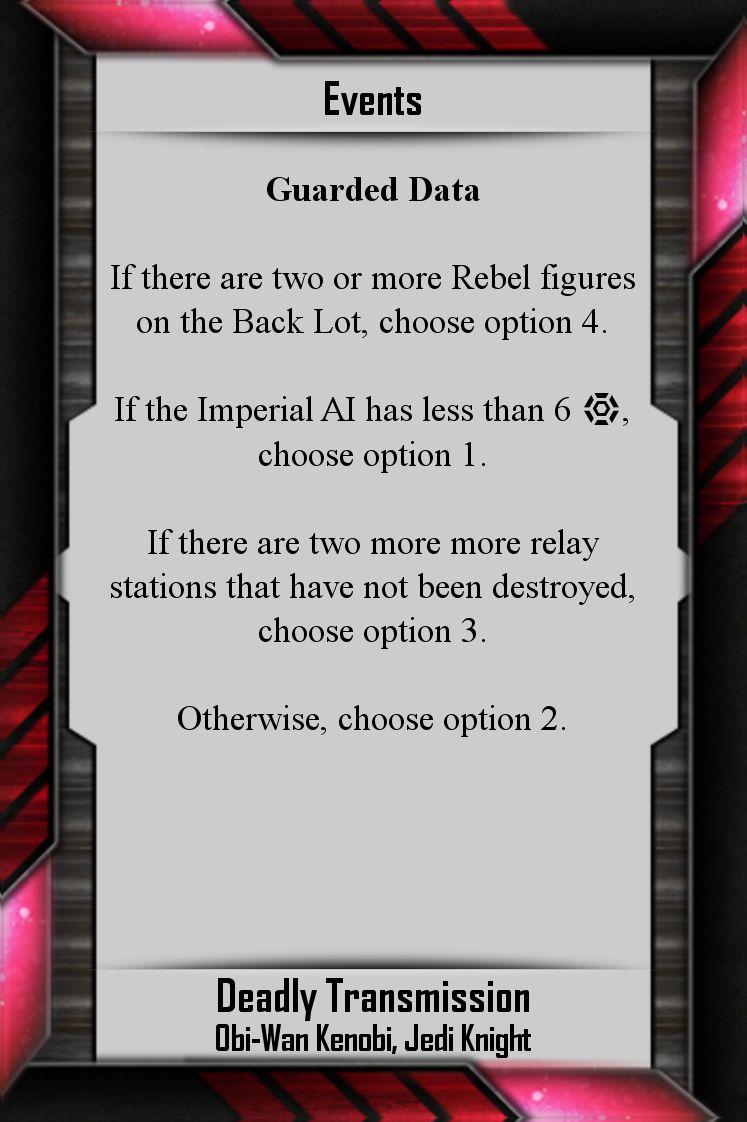 Events
Guarded Data
If there are two or more Rebel figures
on the Back Lot, choose option 4.
If the Imperial AI has less than 6 ,
choose option 1.
If there are two more more relay
stations that have not been destroyed,
choose option 3.
Otherwise, choose option 2.
Deadly Transmission
Obi-Wan Kenobi, Jedi Knight